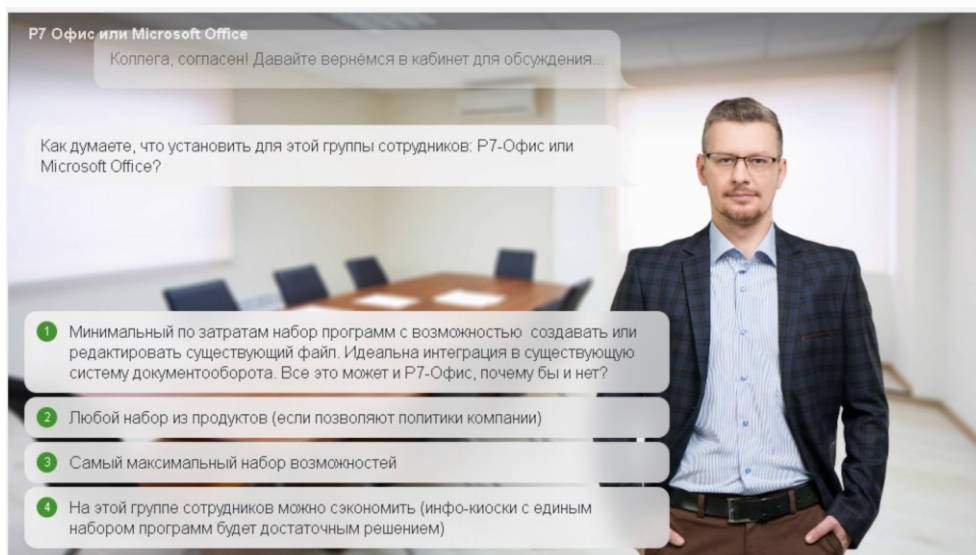 Р7 Офис или Microsoft Office
Коллега, согласен! Давайте вернёмся в кабинет для обсуждения...
Как думаете, что установить для этой группы сотрудников: Р7-Офис или
Microsoft Office?
1 Минимальный по затратам набор программ с возможностью создавать или
редактировать существующий файл. Идеальна интеграция в существующую
систему документооборота. Все это может и Р7-Офис, почему бы и нет?
2 Любой набор из продуктов (если позволяют политики компании)
3 Самый максимальный набор возможностей
4 На этой группе сотрудников можно сэкономить (инфо-киоски с единым
набором программ будет достаточным решением)